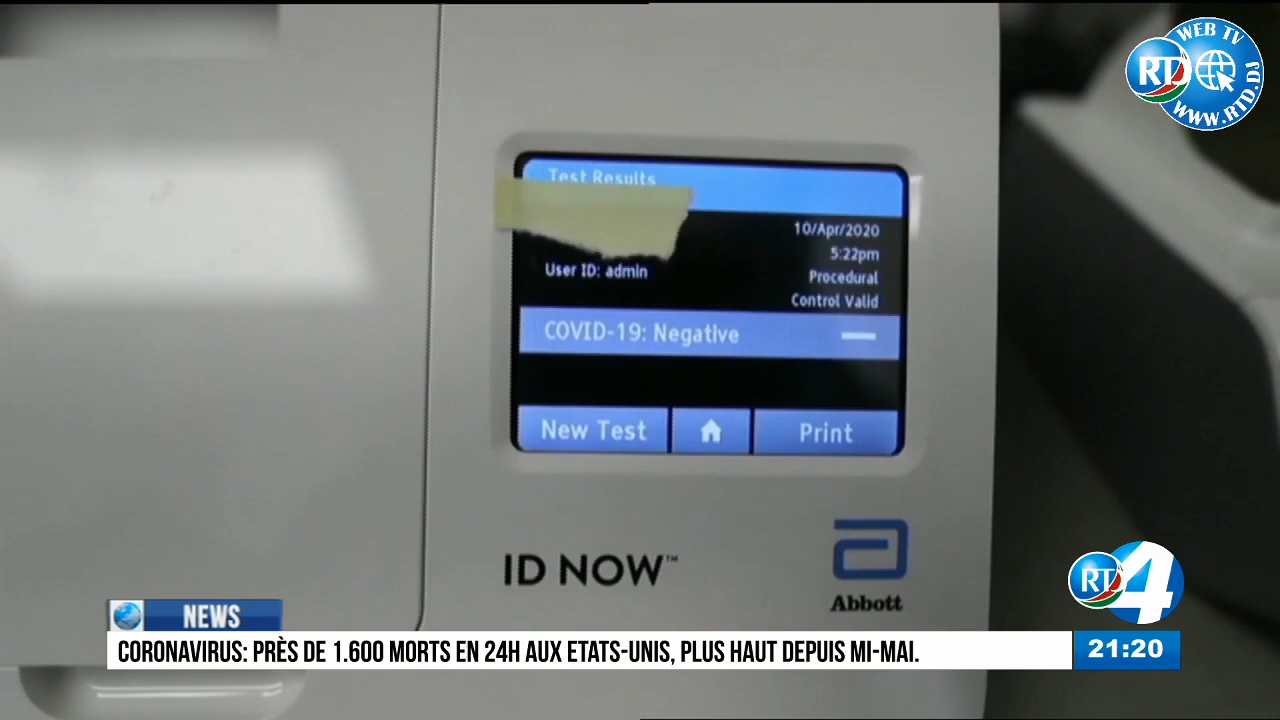 WEB TV
RTD
WWW.RTD.DJ
Test Results
10/Apr/2020
5:22pm
User ID: admin
Procedural
Control Valid
COVID-19: Negative
New Test
Print
ID NOW™
Abbott
RTD 4
NEWS
CORONAVIRUS: PRÈS DE 1.600 MORTS EN 24H AUX ETATS-UNIS, PLUS HAUT DEPUIS MI-MAI.
21:20